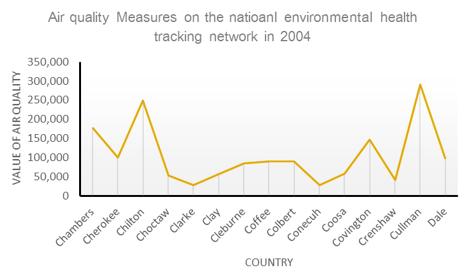 Air quality Measures on the natioanl environmental health
tracking network in 2004
350,000
300,000
250,000
200,000
150,000
100,000
50,000
0
VALUE OF AIR QUALITY
Chambers
Cherokee
Chilton
Choctaw
Clarke
Clay
Cleburne
Coffee
Colbert
Conecuh
Coosa
Covington
Crenshaw
Cullman
Dale
COUNTRY